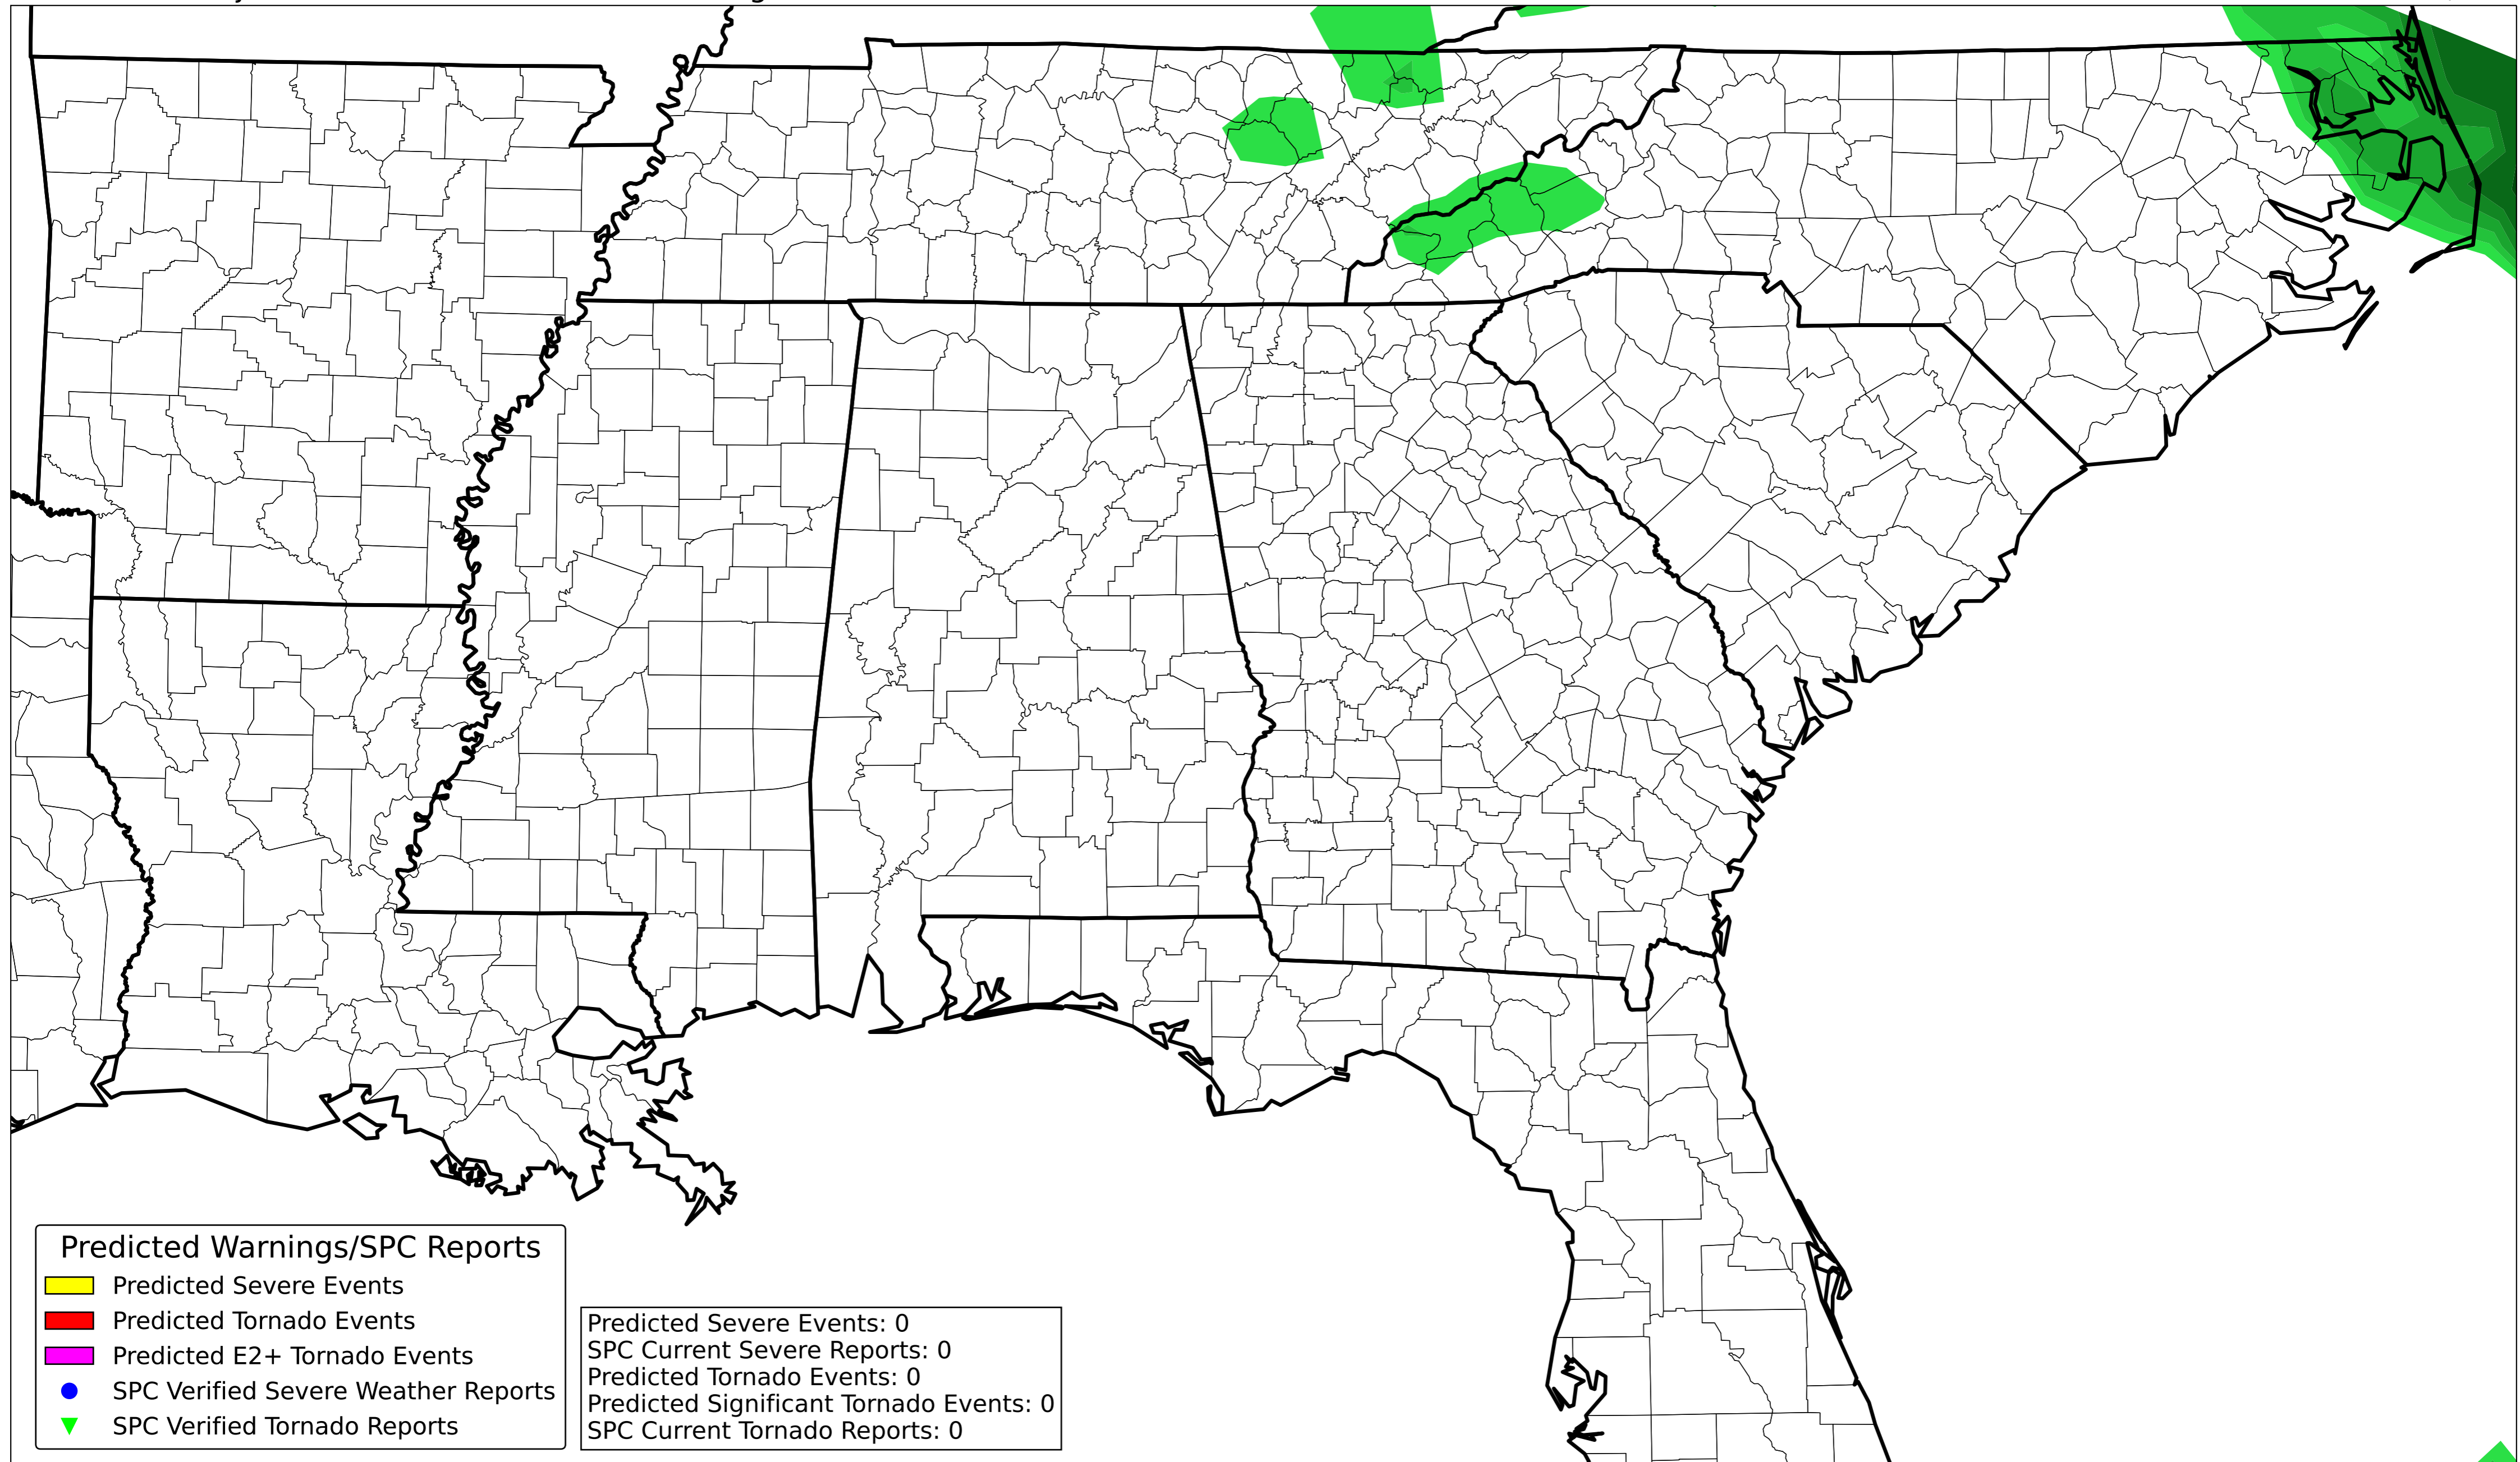 Predicted Warnings/SPC Reports
Predicted Severe Events
Predicted Tornado Events
Predicted E2+ Tornado Events
SPC Verified Severe Weather Reports
SPC Verified Tornado Reports
Predicted Severe Events: 0
SPC Current Severe Reports: 0
Predicted Tornado Events: 0
Predicted Significant Tornado Events: 0
SPC Current Tornado Reports: 0